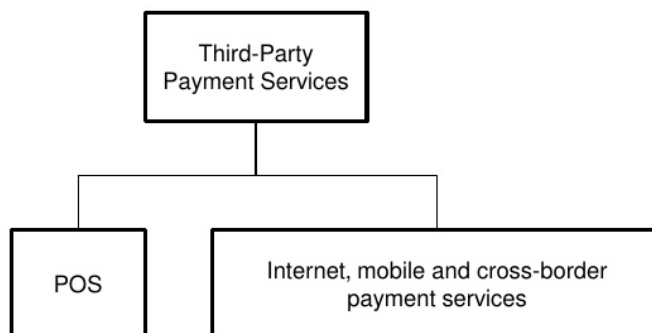 Third-Party
Payment Services
POS
Internet, mobile and cross-border
payment services